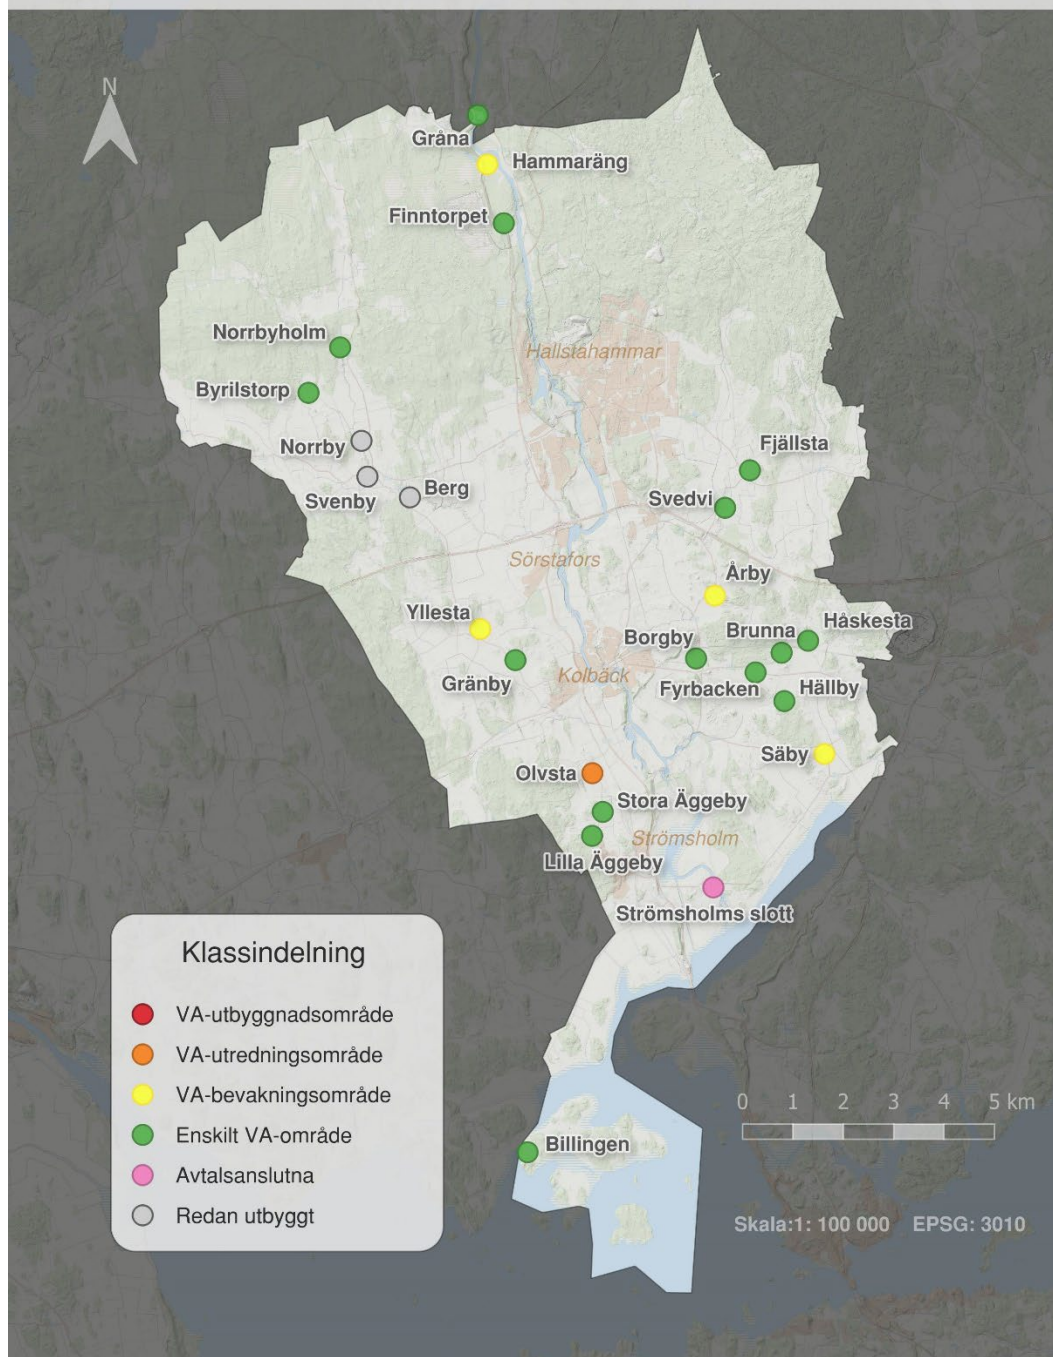 N
Gråna
Hammaräng
Finntorpet
Norrbyholm
Hallstahammar
Byrilstorp
Norrby
Fjällsta
Svenby
Berg
Svedvi
Sörstafors
Årby
Yllesta
Håskesta
Borgby
Brunna
Gränby
Kolbäck
Fyrbacken
Hällby
Säby
Olvsta
Stora Äggeby
Strömsholm
Lilla Äggeby
Strömsholms slott
Klassindelning
VA-utbyggnadsområde
VA-utredningsområde
VA-bevakningsområde
Enskilt VA-område
Avtalsanslutna
Redan utbyggt
0 1 2 3 4 5 km
Billingen
Skala:1: 100 000 EPSG: 3010